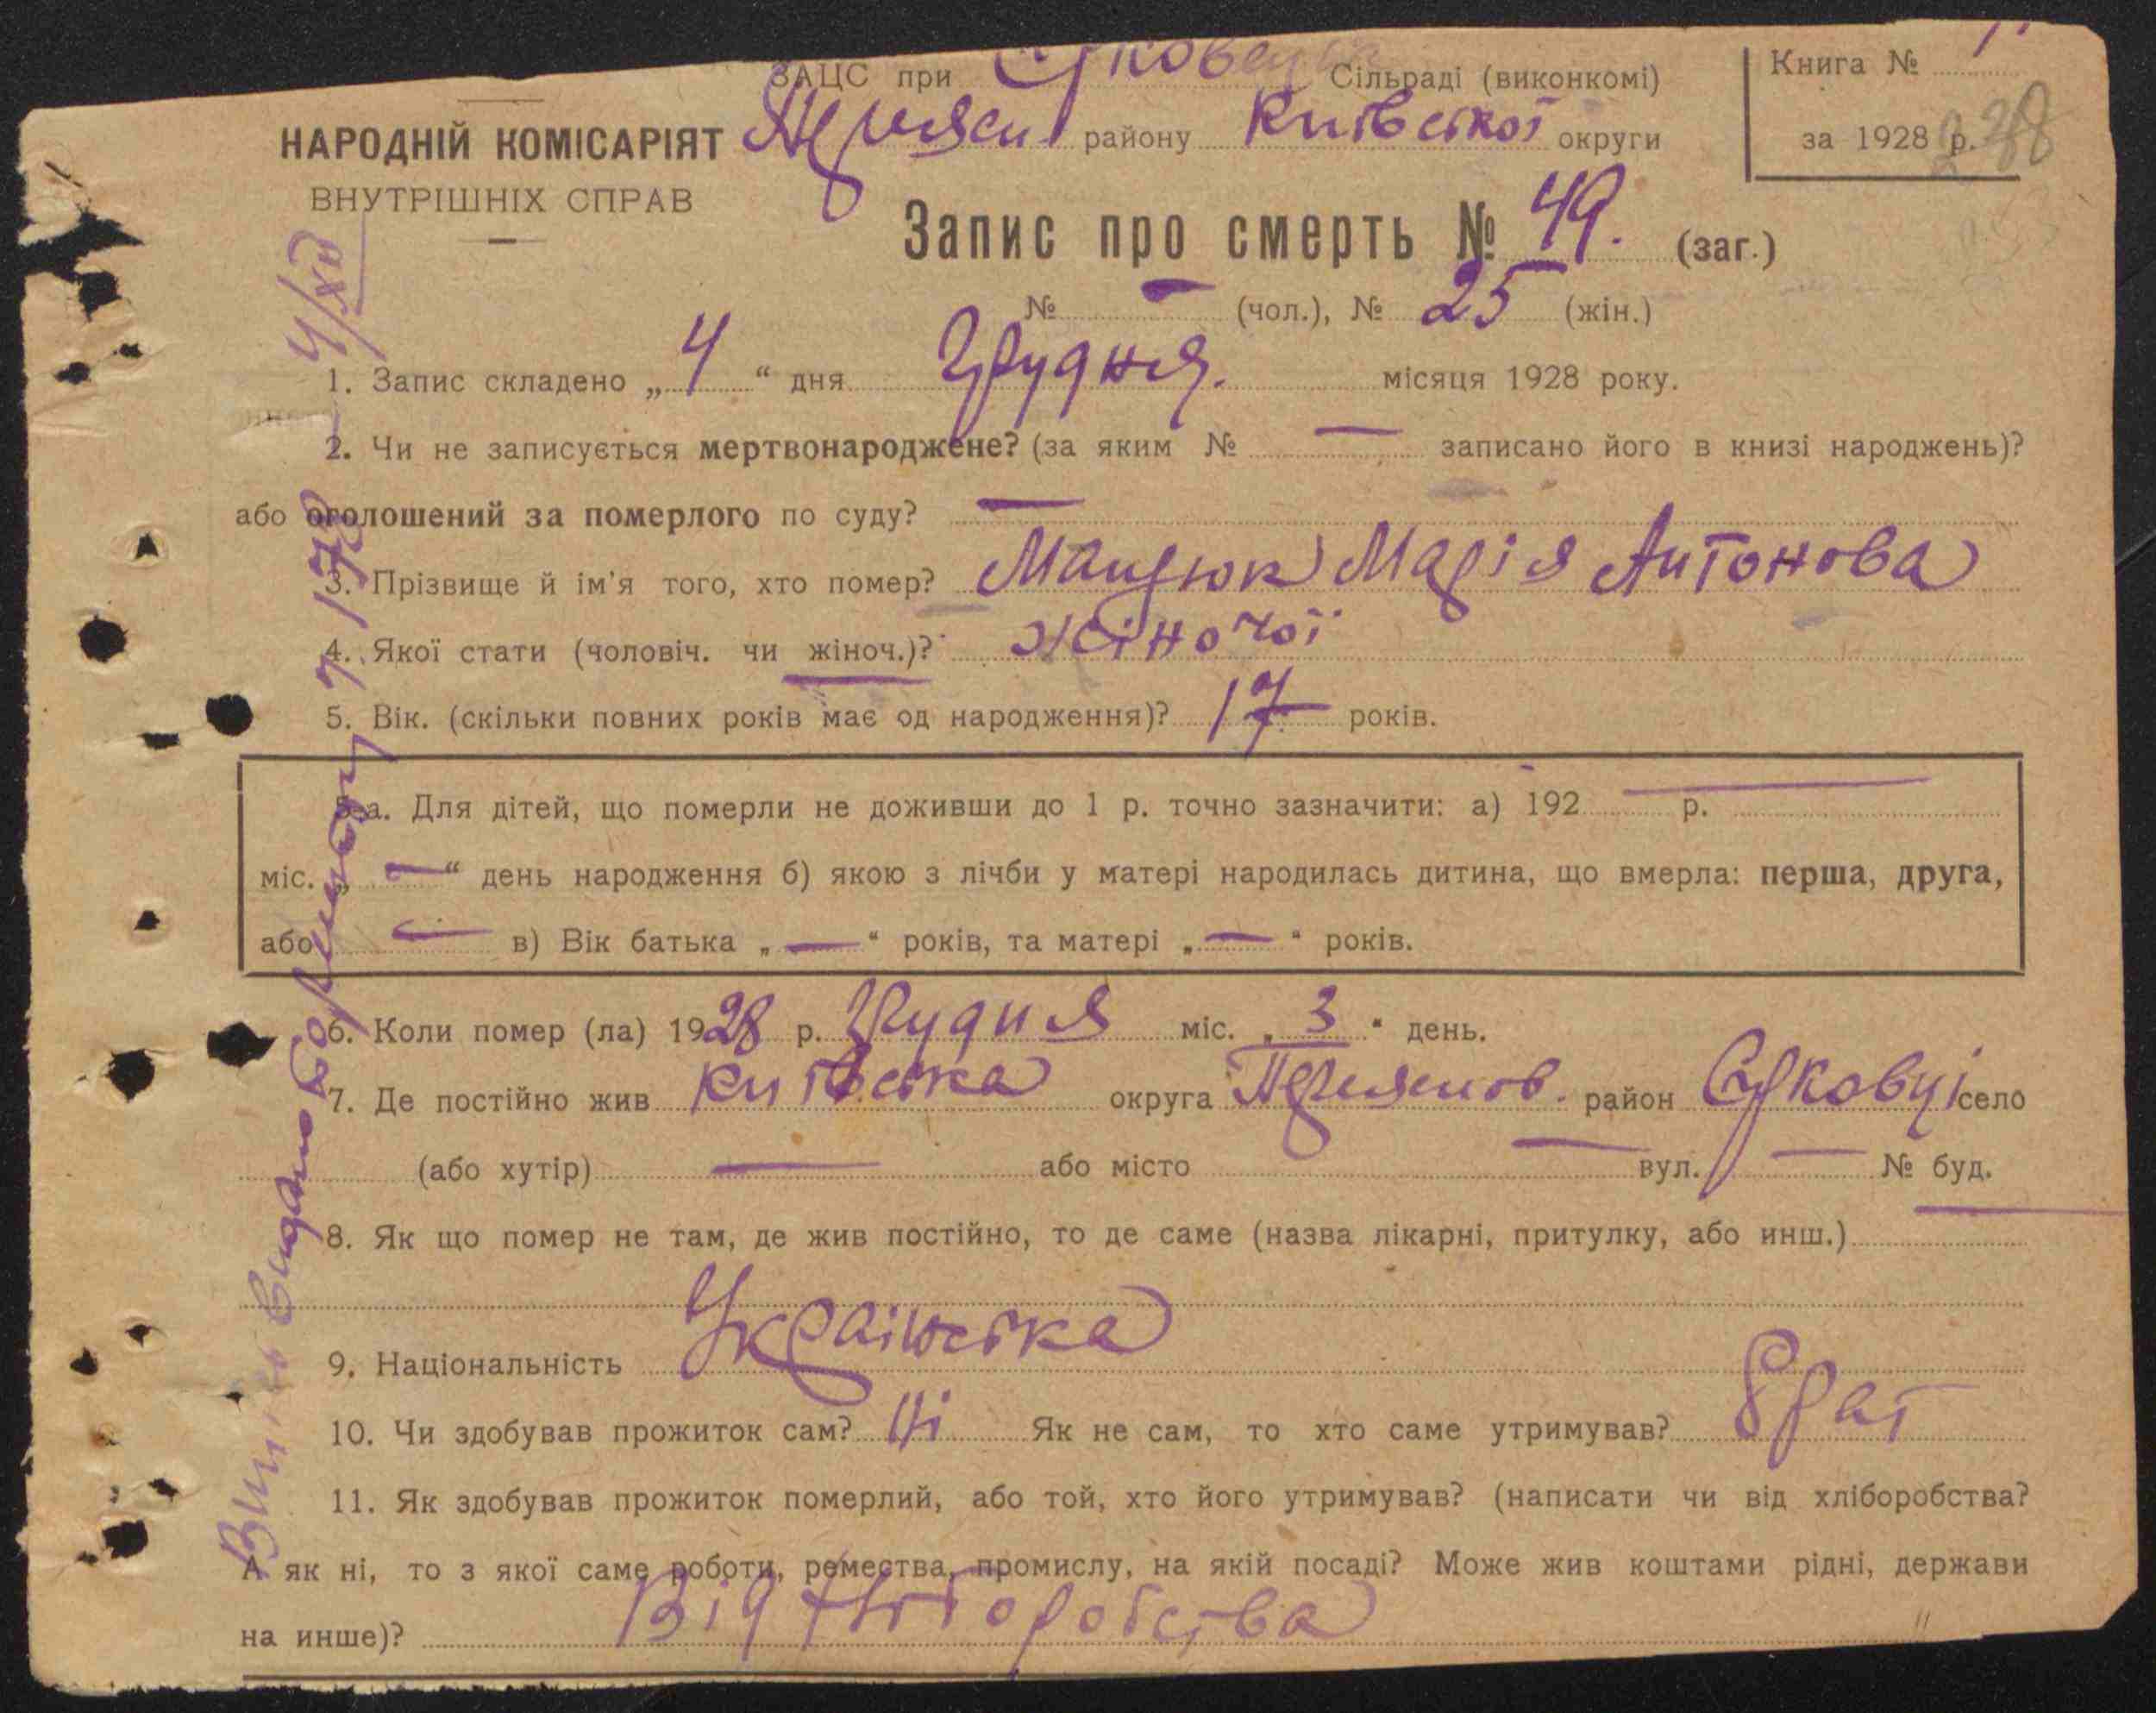 ЗАЦС при Сільраді (виконкомі)
Книга № 1
НАРОДНІЙ КОМІСАРІЯТ району Київської округи
за 1928 р. 
ВНУТРІШНІХ СПРАВ
Запис про смерть № 49. (заг.)
№ — (чол.), № 25 (жін.)
1. Запис складено „ 4 “ дня Грудня. місяця 1928 року.
2. Чи не записується мертвонароджене? (за яким № — записано його в книзі народжень)?
або оголошений за померлого по суду? —
3. Прізвище й ім'я того, хто помер? Мацюк Марія Антонова
4. Якої стати (чоловіч. чи жіноч.)? жіночої
5. Вік. (скільки повних років має од народження)? 17 років.
5-а. Для дітей, що померли не доживши до 1 р. точно зазначити: а) 192 — р.
міс. „ — “ день народження б) якою з лічби у матері народилась дитина, що вмерла: перша, друга,
або — в) Вік батька „ — “ років, та матері „ — “ років.
6. Коли помер (ла) 1928 р. Грудня міс. „ 3 “ день.
7. Де постійно жив Київська округа район село
(або хутір) — або місто — вул. — № буд. —
8. Як що помер не там, де жив постійно, то де саме (назва лікарні, притулку, або инш.)
9. Національність Українська
10. Чи здобував прожиток сам? Ні Як не сам, то хто саме утримував? брат
11. Як здобував прожиток померлий, або той, хто його утримував? (написати чи від хліборобства?
А як ні, то з якої саме роботи, ремества, промислу, на якій посаді? Може жив коштами рідні, держави
на инше)? Від хліборобства